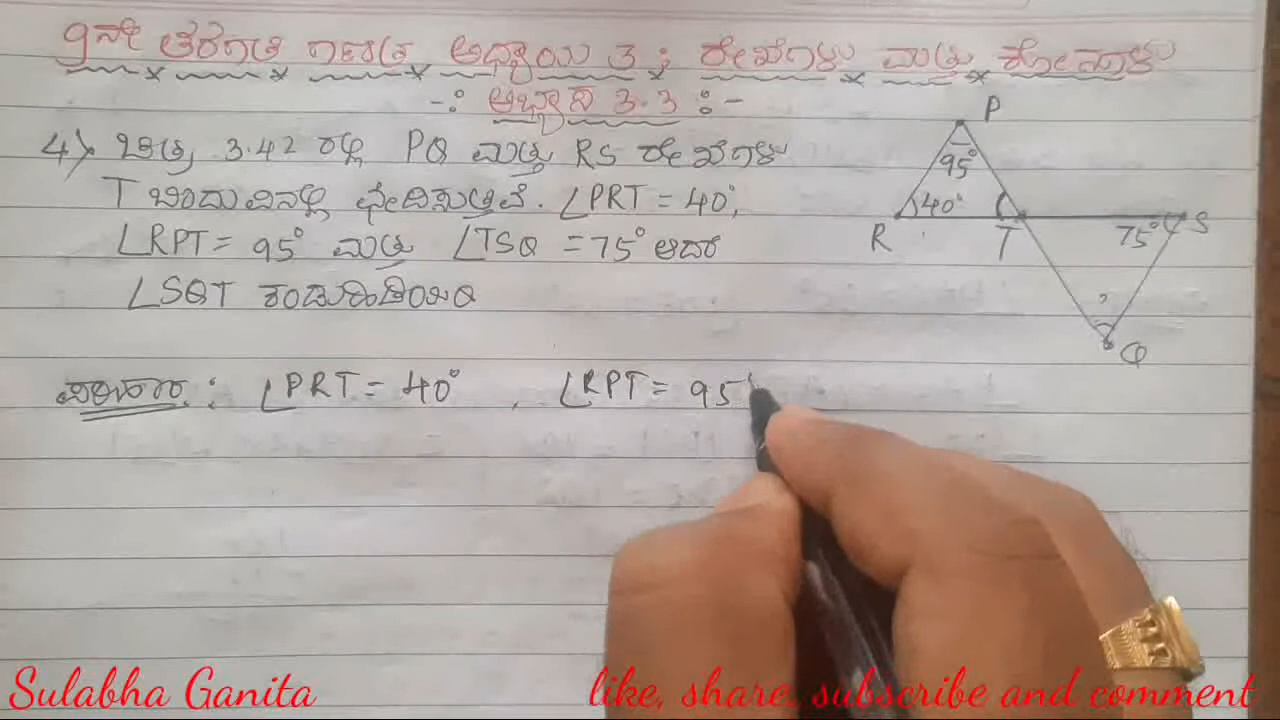 9ನೇ ತರಗತಿ ಗಣಿತ ಅಧ್ಯಾಯ 3 : ರೇಖೆಗಳು ಮತ್ತು ಕೋನಗಳು
-: ಅಭ್ಯಾಸ 3.3 :-
4) ಚಿತ್ರ 3.42 ರಲ್ಲಿ PQ ಮತ್ತು RS ರೇಖೆಗಳು
T ಬಿಂದುವಿನಲ್ಲಿ ಛೇದಿಸುತ್ತವೆ. ∠PRT = 40°,
∠RPT = 95° ಮತ್ತು ∠TSQ = 75° ಆದರೆ
∠SQT ಕಂಡುಹಿಡಿಯಿರಿ
P
95°
40°
R
T
75°
S
?
Q
ಪರಿಹಾರ : ∠PRT = 40° , ∠RPT = 95
Sulabha Ganita
like, share, subscribe and comment